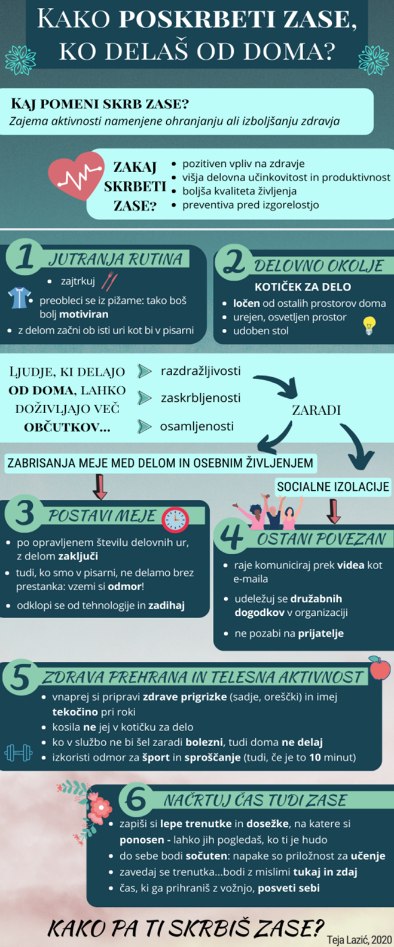 KAKO POSKRBETI ZASE,
KO DELAŠ OD DOMA?
KAJ POMENI SKRB ZASE?
Zajema aktivnosti namenjene ohranjanju ali izboljšanju zdravja
ZAKAJ
SKRBETI
ZASE?
• pozitiven vpliv na zdravje
• višja delovna učinkovitost in produktivnost
• boljša kvaliteta življenja
• preventiva pred izgorelostjo
1 JUTRANJA RUTINA
• zajtrkuj
• preobleci se iz pižame: tako boš
bolj motiviran
• z delom začni ob isti uri kot bi v pisarni
2 DELOVNO OKOLJE
KOTIČEK ZA DELO
• ločen od ostalih prostorov doma
• urejen, osvetljen prostor
• udoben stol
LJUDJE, KI DELAJO
OD DOMA, LAHKO
DOŽIVLJAJO VEČ
OBČUTKOV...
razdražljivosti
zaskrbljenosti
osamljenosti
ZARADI
ZABRISANJA MEJE MED DELOM IN OSEBNIM ŽIVLJENJEM
SOCIALNE IZOLACIJE
3 POSTAVI MEJE
• po opravljenem številu delovnih ur,
z delom zaključi
• tudi, ko smo v pisarni, ne delamo brez
prestanka: vzemi si odmor!
• odklopi se od tehnologije in zadihaj
4 OSTANI POVEZAN
• raje komuniciraj prek videa kot
e-maila
• udeležuj se družabnih
dogodkov v organizaciji
• ne pozabi na prijatelje
5 ZDRAVA PREHRANA IN TELESNA AKTIVNOST
• vnaprej si pripravi zdrave prigrizke (sadje, oreščki) in imej
tekočino pri roki
• kosila ne jej v kotičku za delo
• ko v službo ne bi šel zaradi bolezni, tudi doma ne delaj
• izkoristi odmor za šport in sproščanje (tudi, če je to 10 minut)
6 NAČRTUJ ČAS TUDI ZASE
• zapiši si lepe trenutke in dosežke, na katere si
ponosen - lahko jih pogledaš, ko ti je hudo
• do sebe bodi sočuten: napake so priložnost za učenje
• zavedaj se trenutka...bodi z mislimi tukaj in zdaj
• čas, ki ga prihraniš z vožnjo, posveti sebi
KAKO PA TI SKRBIŠ ZASE?
Teja Lazić, 2020